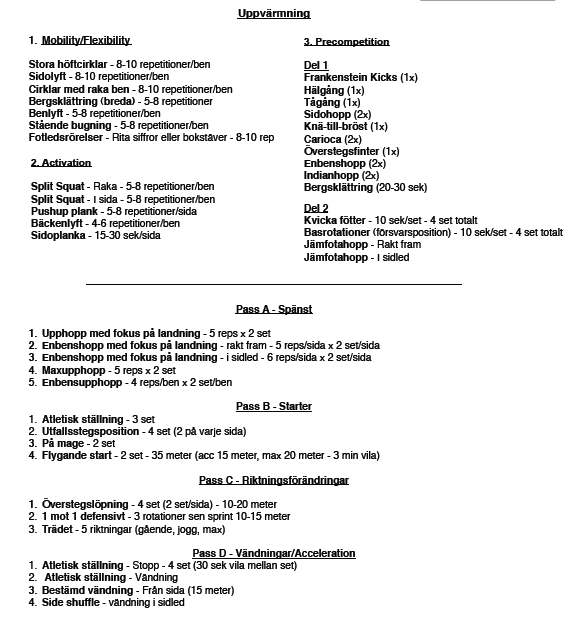 Uppvärmning
1. Mobility/Flexibility
Stora höftcirklar - 8-10 repetitioner/ben
Sidolyft - 8-10 repetitioner/ben
Cirklar med raka ben - 8-10 repetitioner/ben
Bergsklättring (breda) - 5-8 repetitioner
Benlyft - 5-8 repetitioner/ben
Stående bugning - 5-8 repetitioner/ben
Fotledsrörelser - Rita siffror eller bokstäver - 8-10 rep
2. Activation
Split Squat - Raka - 5-8 repetitioner/ben
Split Squat - I sida - 5-8 repetitioner/ben
Pushup plank - 5-8 repetitioner/sida
Bäckenlyft - 4-6 repetitioner/ben
Sidoplanka - 15-30 sek/sida
3. Precompetition
Del 1
Frankenstein Kicks (1x)
Hälgång (1x)
Tågång (1x)
Sidohopp (2x)
Knä-till-bröst (1x)
Carioca (2x)
Överstegsfinter (1x)
Enbenshopp (2x)
Indianhopp (2x)
Bergsklättring (20-30 sek)
Del 2
Kvicka fötter - 10 sek/set - 4 set totalt
Basrotationer (försvarsposition) - 10 sek/set - 4 set totalt
Jämfotahopp - Rakt fram
Jämfotahopp - I sidled
Pass A - Spänst
1. Upphopp med fokus på landning - 5 reps x 2 set
2. Enbenshopp med fokus på landning - rakt fram - 5 reps/sida x 2 set/sida
3. Enbenshopp med fokus på landning - i sidled - 6 reps/sida x 2 set/sida
4. Maxupphopp - 5 reps x 2 set
5. Enbensupphopp - 4 reps/ben x 2 set/ben
Pass B - Starter
1. Atletisk ställning - 3 set
2. Utfallsstegsposition - 4 set (2 på varje sida)
3. På mage - 2 set
4. Flygande start - 2 set - 35 meter (acc 15 meter, max 20 meter - 3 min vila)
Pass C - Riktningsförändringar
1. Överstegslöpning - 4 set (2 set/sida) - 10-20 meter
2. 1 mot 1 defensivt - 3 rotationer sen sprint 10-15 meter
3. Trädet - 5 riktningar (gående, jogg, max)
Pass D - Vändningar/Acceleration
1. Atletisk ställning - Stopp - 4 set (30 sek vila mellan set)
2. Atletisk ställning - Vändning
3. Bestämd vändning - Från sida (15 meter)
4. Side shuffle - vändning i sidled